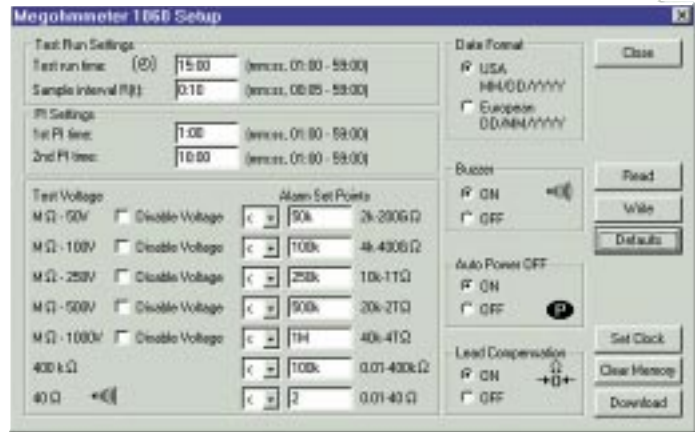 Megohmmeter 1060 Setup
Test Run Settings
Test run time: 15:00 (mm:ss, 01:00 - 59:00)
Sample interval R(t): 0:10 (mm:ss, 00:05 - 59:00)
PI Settings
1st PI time: 1:00 (mm:ss, 01:00 - 59:00)
2nd PI time: 10:00 (mm:ss, 01:00 - 59:00)
Test Voltage Alarm Set Points
MΩ - 50V Disable Voltage < 50k 2k-200GΩ
MΩ - 100V Disable Voltage < 100k 4k-400GΩ
MΩ - 250V Disable Voltage < 250k 10k-1TΩ
MΩ - 500V Disable Voltage < 500k 20k-2TΩ
MΩ - 1000V Disable Voltage < 1M 40k-4TΩ
400 kΩ < 100k 0.01-400kΩ
40 Ω < 2 0.01-40 Ω
Date Format
USA
MM/DD/YYYY
European
DD/MM/YYYY
Buzzer
ON
OFF
Auto Power OFF
ON
OFF P
Lead Compensation
ON Ω
OFF →0←
Close
Read
Write
Defaults
Set Clock
Clear Memory
Download